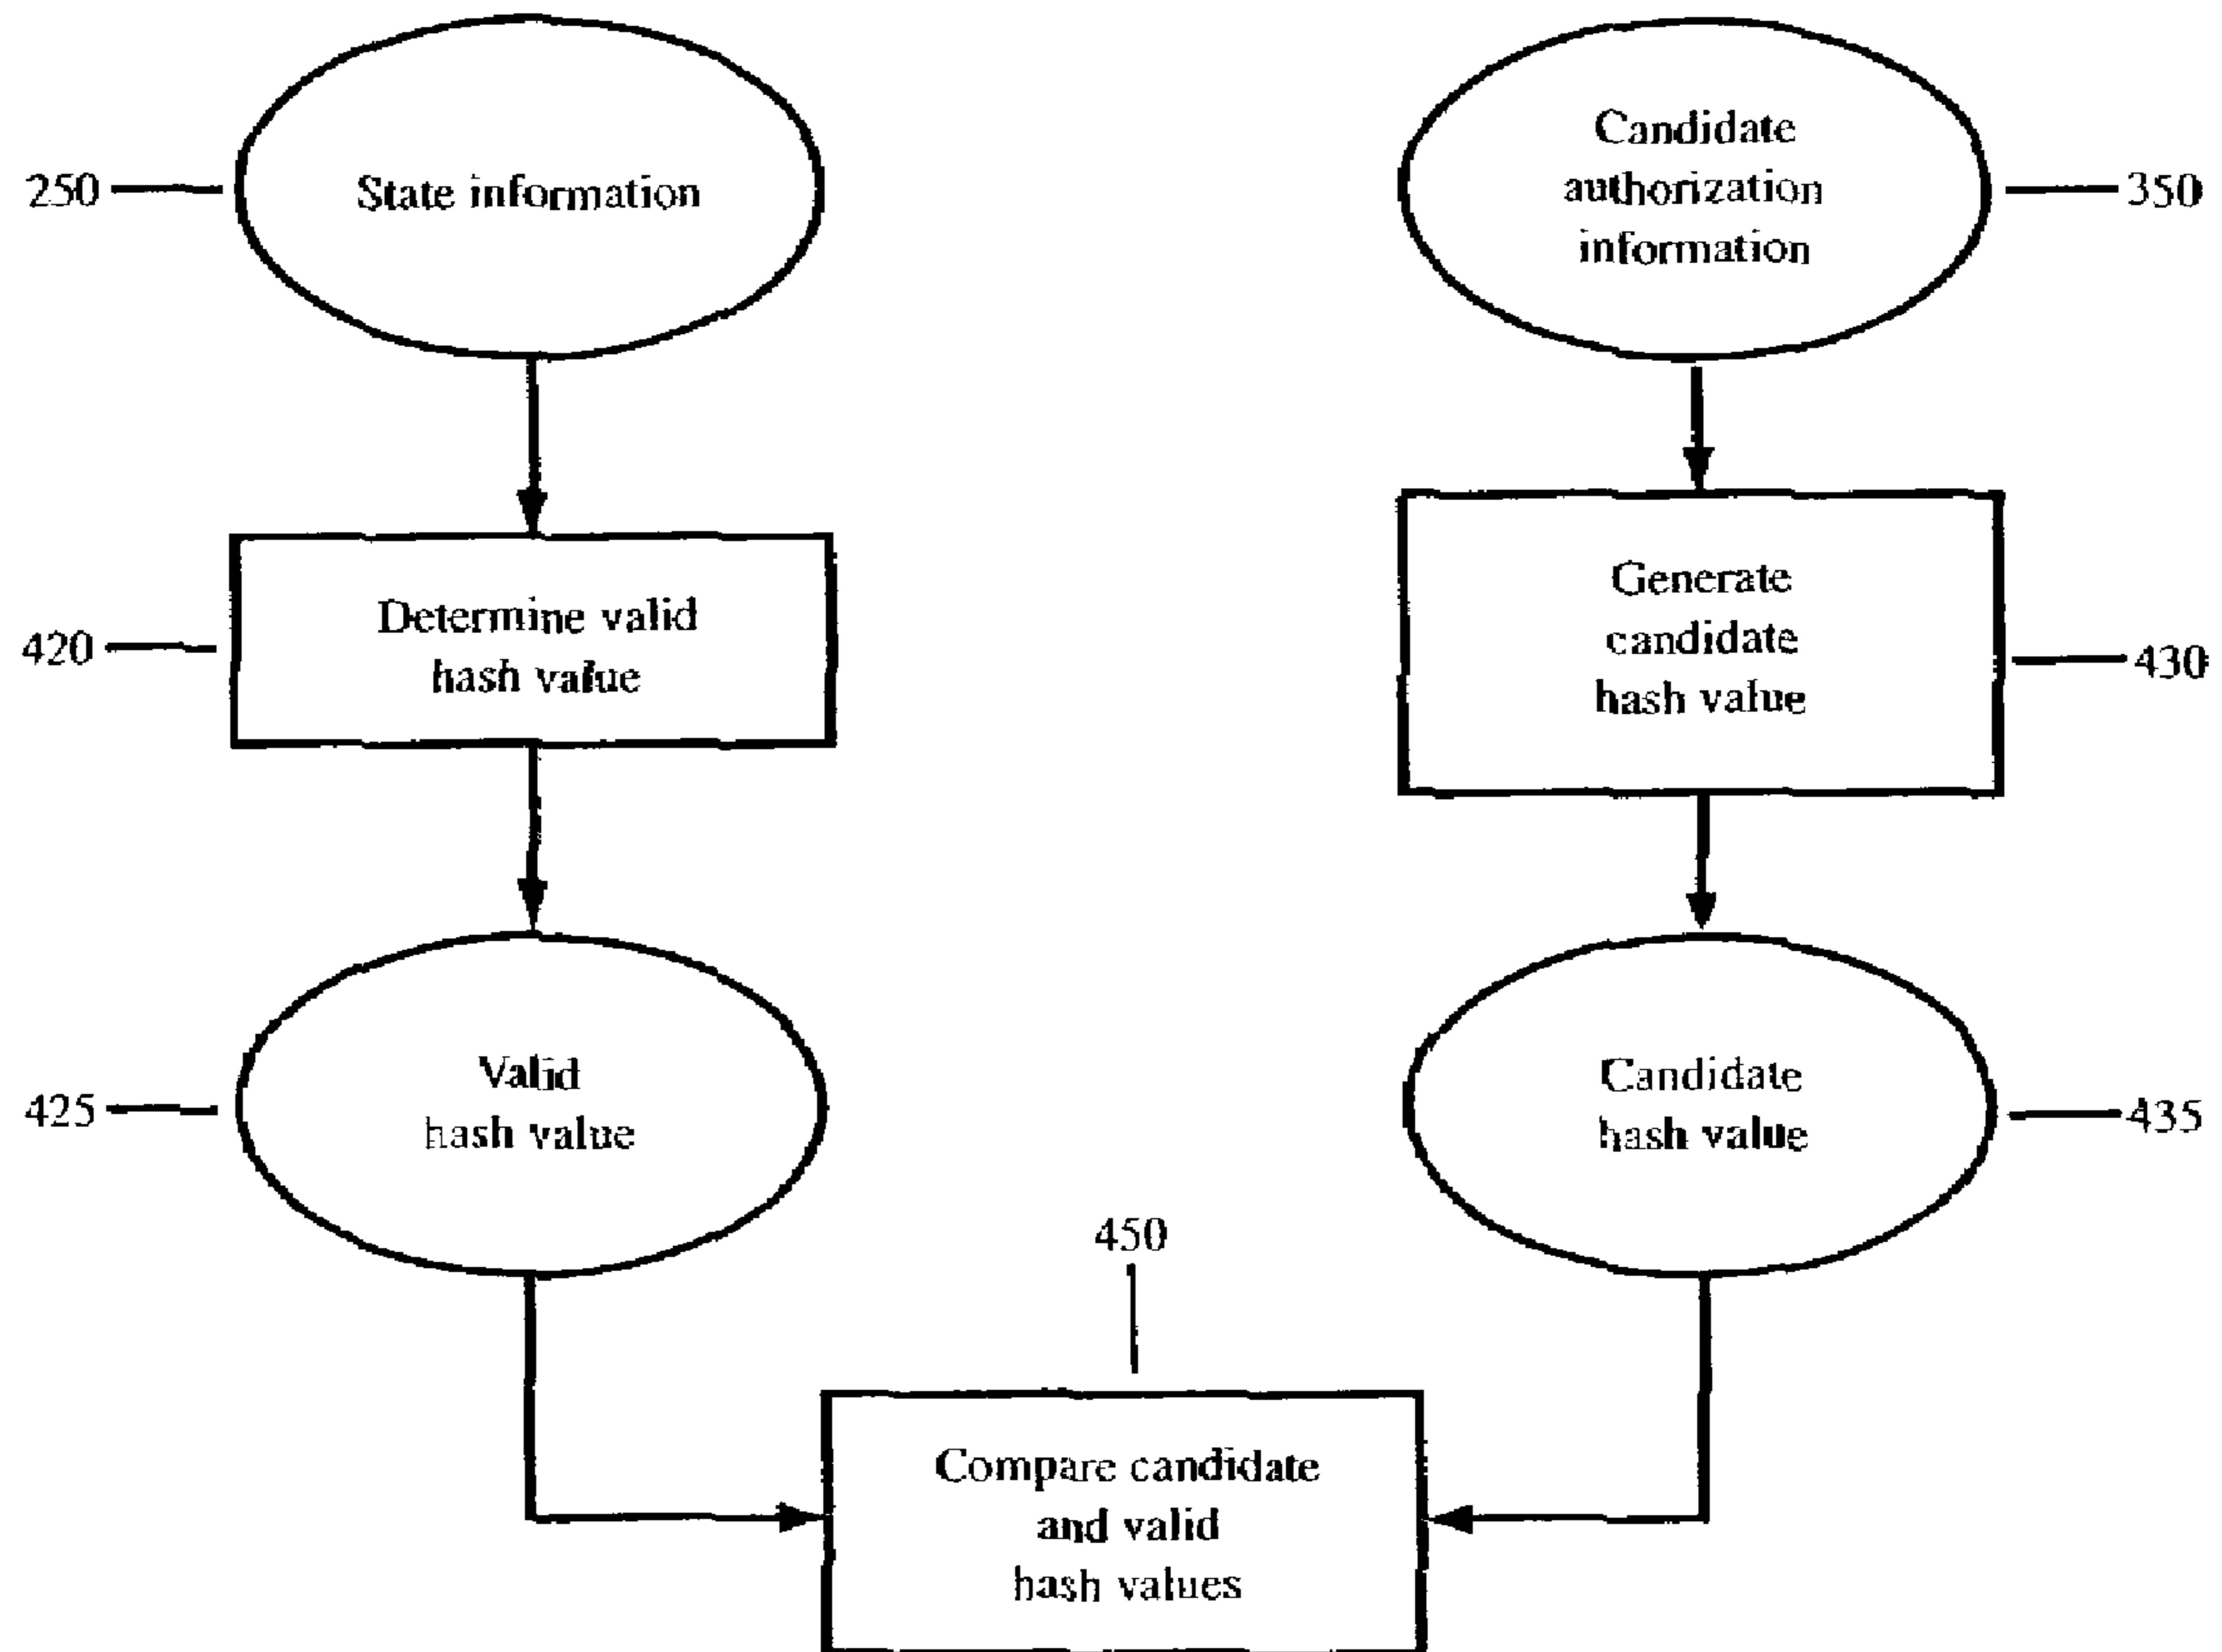 250
State information
Candidate
authorization
information
350
420
Determine valid
hash value
Generate
candidate
hash value
430
425
Valid
hash value
Candidate
hash value
435
450
Compare candidate
and valid
hash values